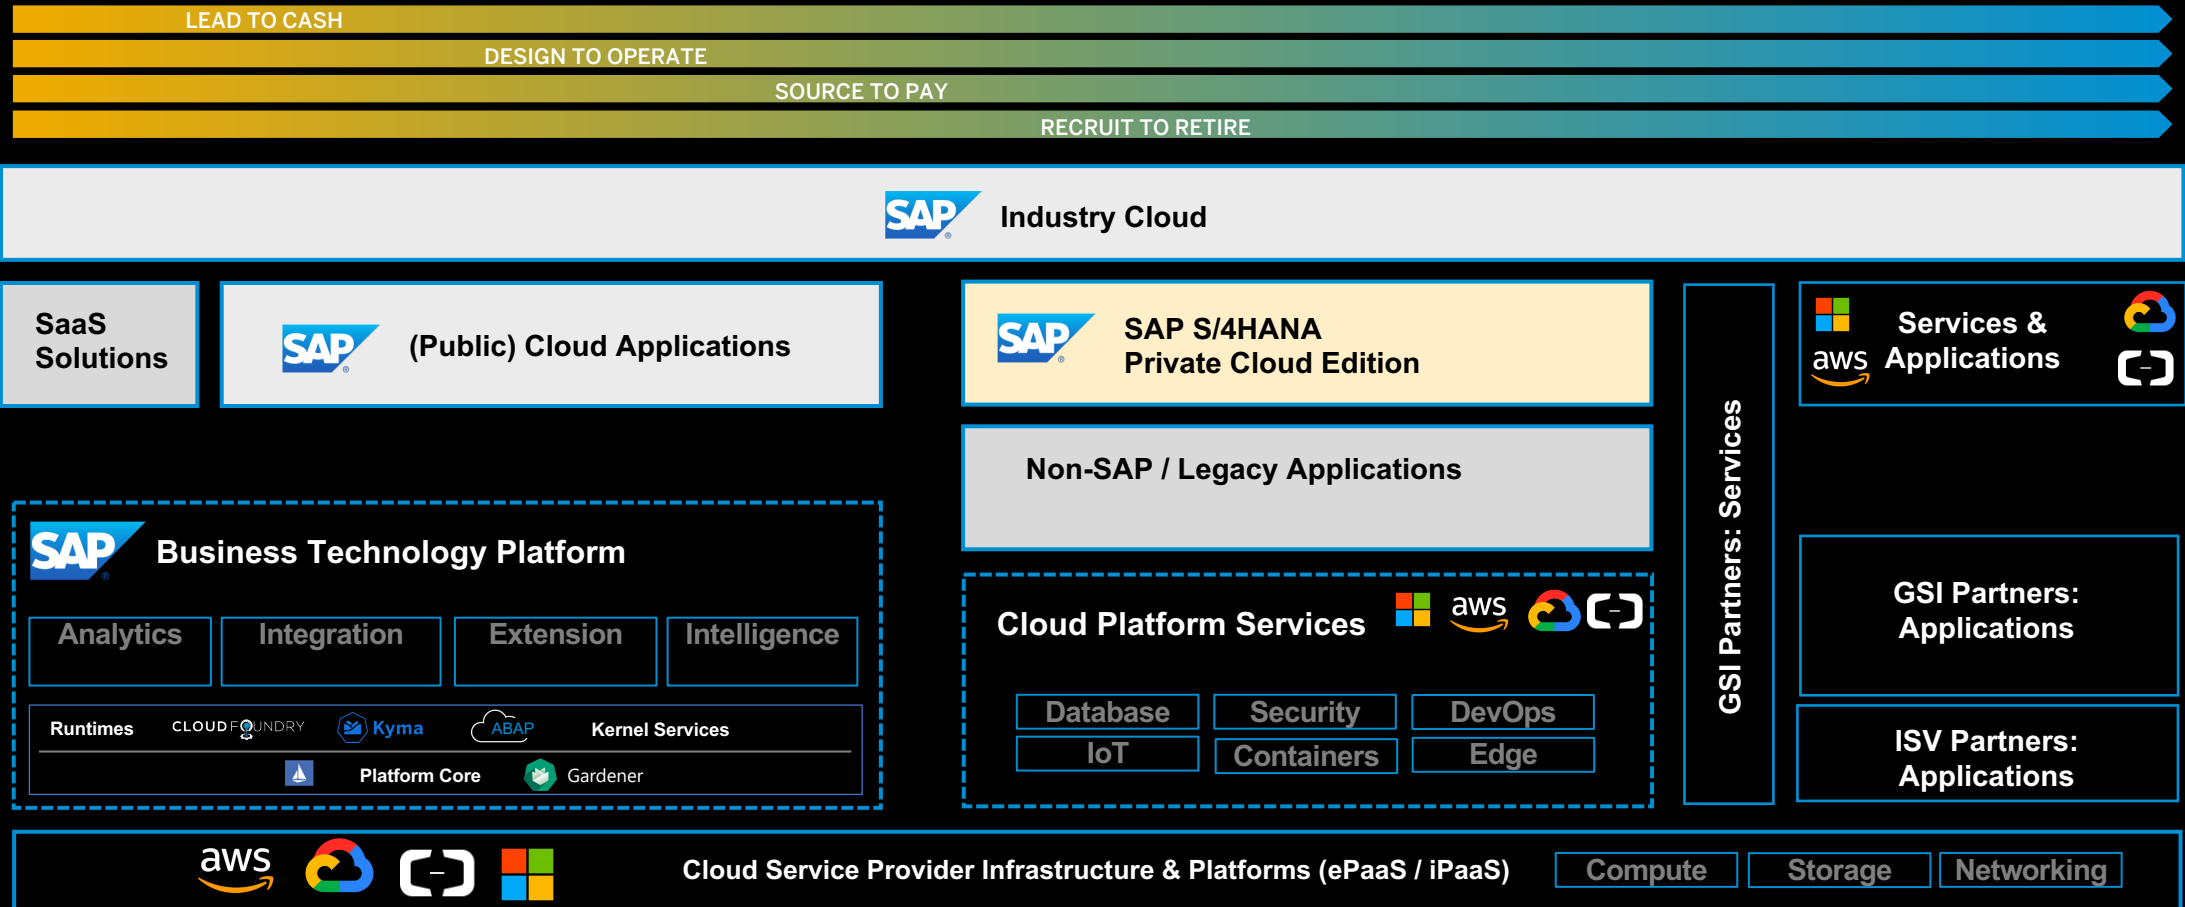 LEAD TO CASH
DESIGN TO OPERATE
SOURCE TO PAY
RECRUIT TO RETIRE
SAP® Industry Cloud
SaaS
Solutions
SAP® (Public) Cloud Applications
SAP® SAP S/4HANA
Private Cloud Edition
Services &
aws Applications
Non-SAP / Legacy Applications
GSI Partners: Services
SAP® Business Technology Platform
Analytics Integration Extension Intelligence
Runtimes CLOUD FOUNDRY Kyma ABAP Kernel Services
Platform Core Gardener
Cloud Platform Services aws
Database Security DevOps
IoT Containers Edge
GSI Partners:
Applications
ISV Partners:
Applications
aws Cloud Service Provider Infrastructure & Platforms (ePaaS / iPaaS) Compute Storage Networking